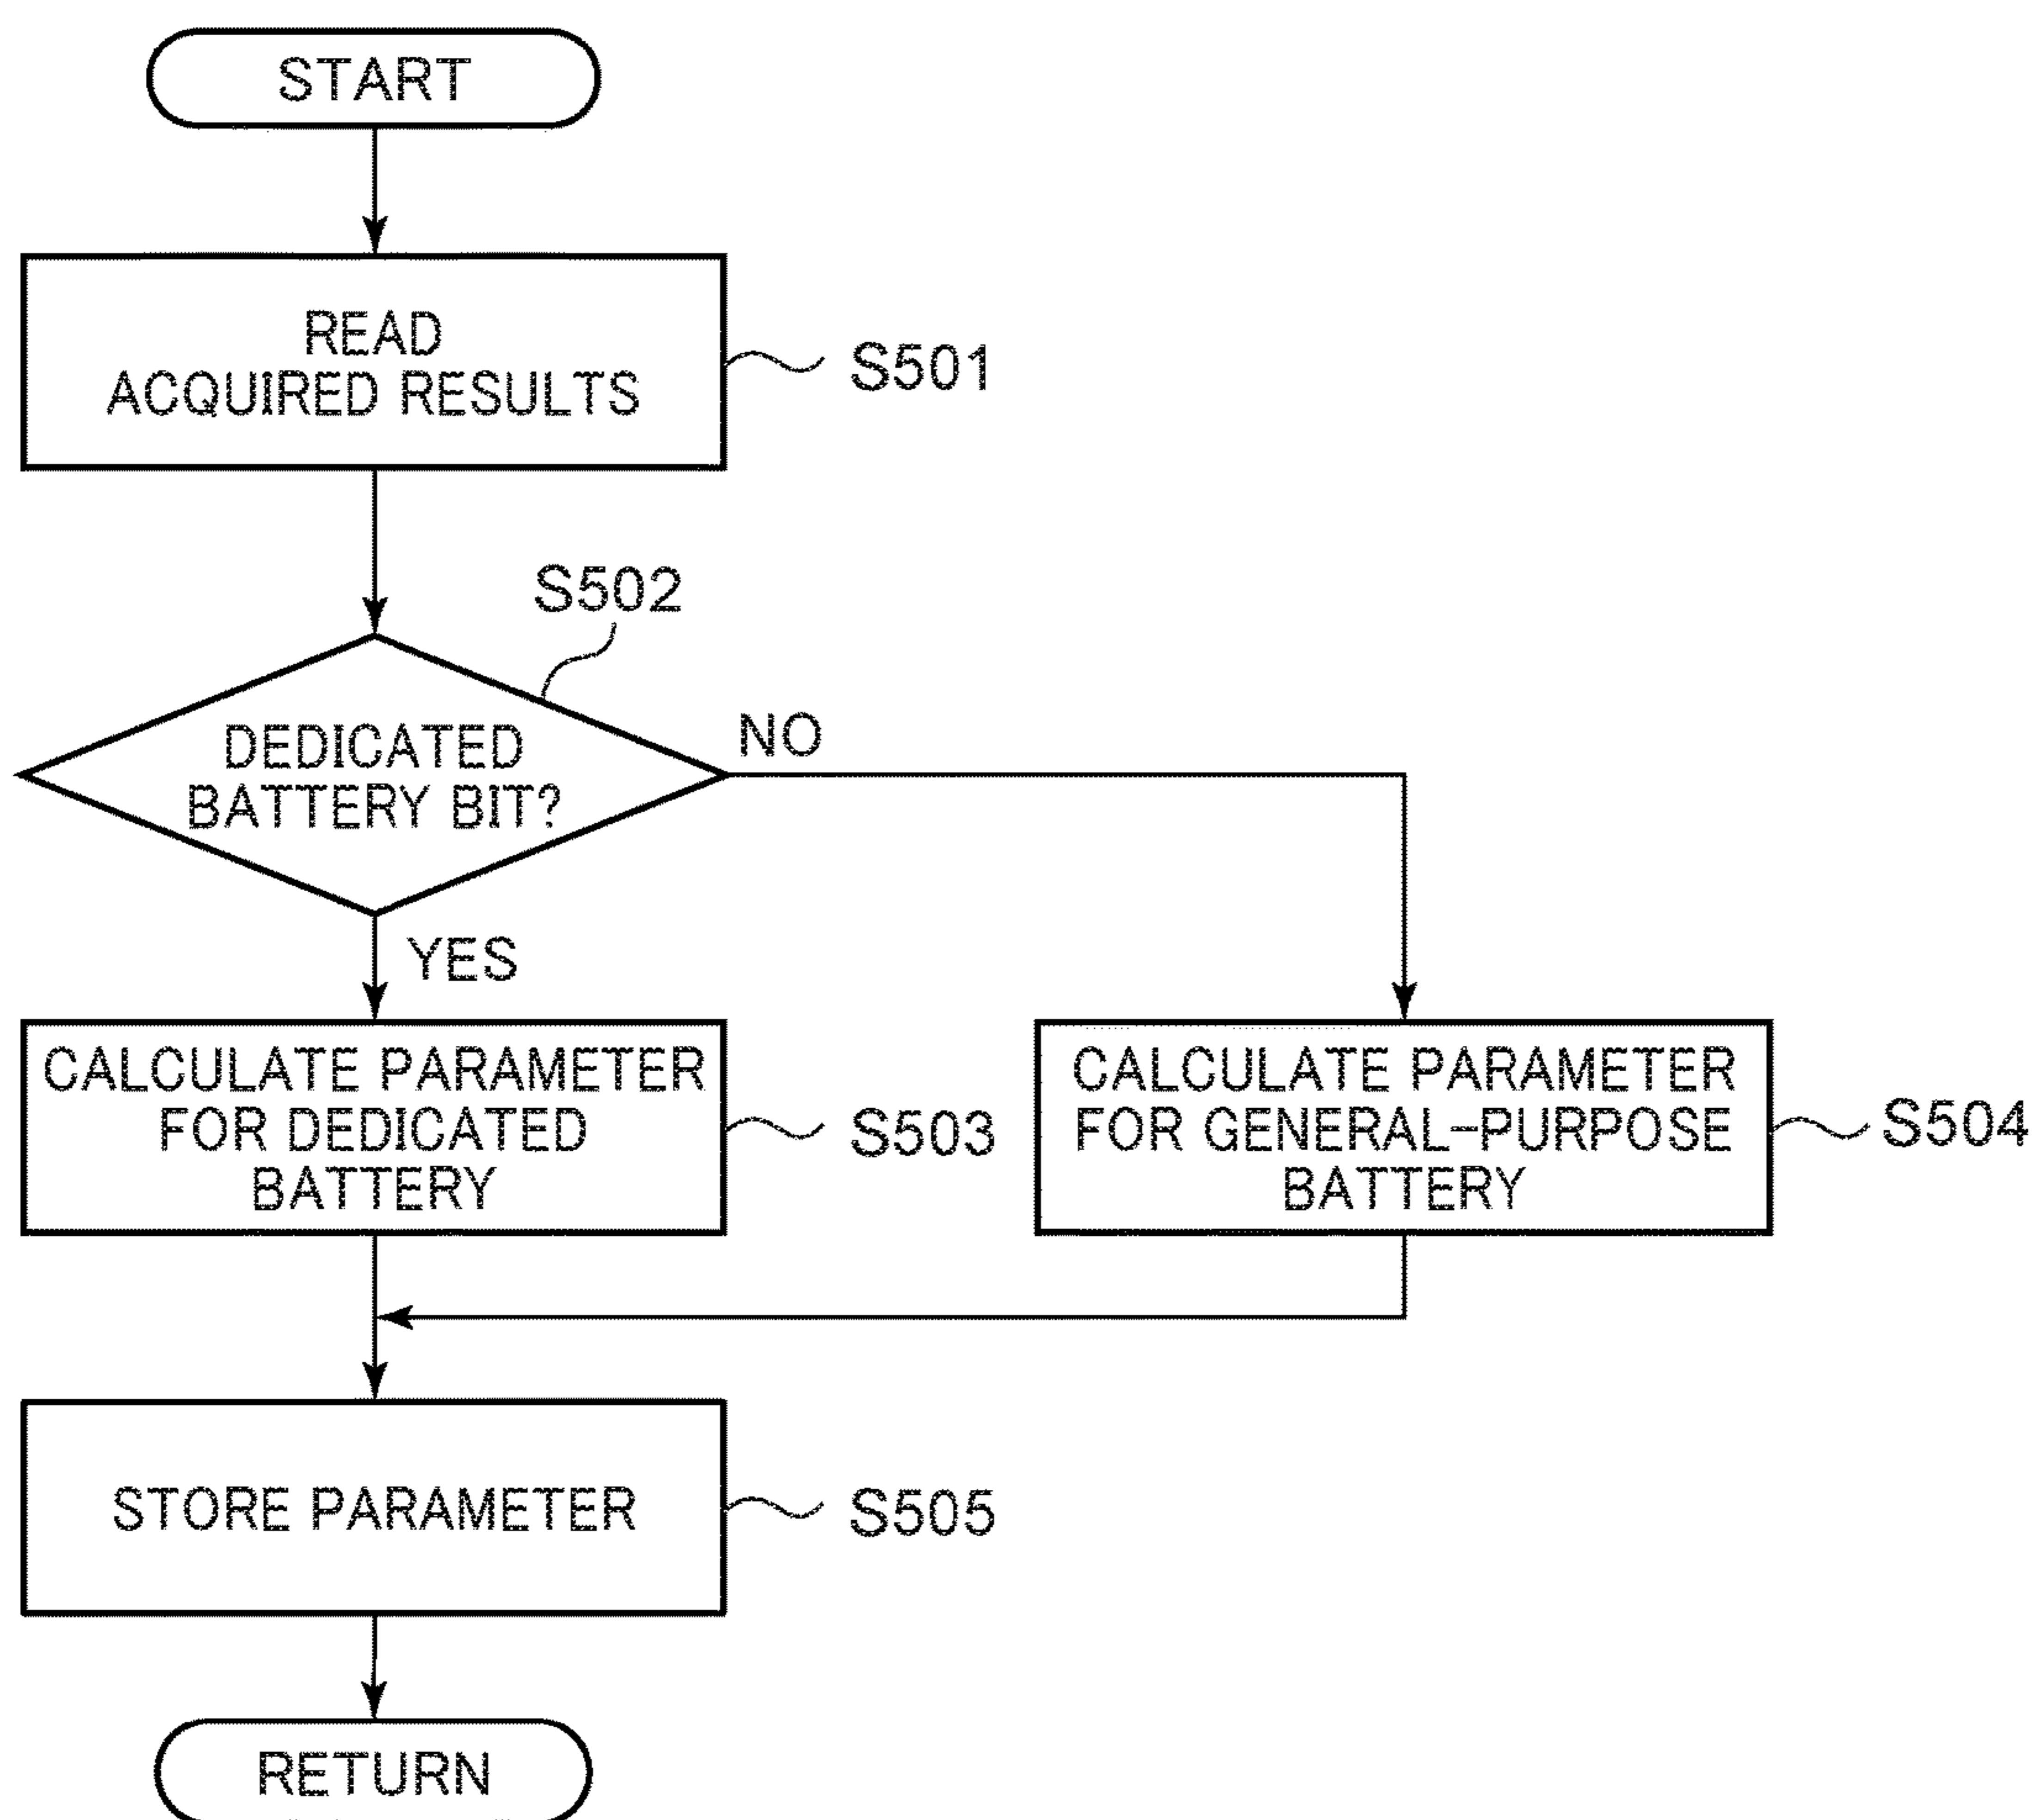 START
READ
ACQUIRED RESULTS
S501
S502
DEDICATED
BATTERY BIT?
NO
YES
CALCULATE PARAMETER
FOR DEDICATED
BATTERY
S503
CALCULATE PARAMETER
FOR GENERAL-PURPOSE
BATTERY
S504
STORE PARAMETER
S505
RETURN